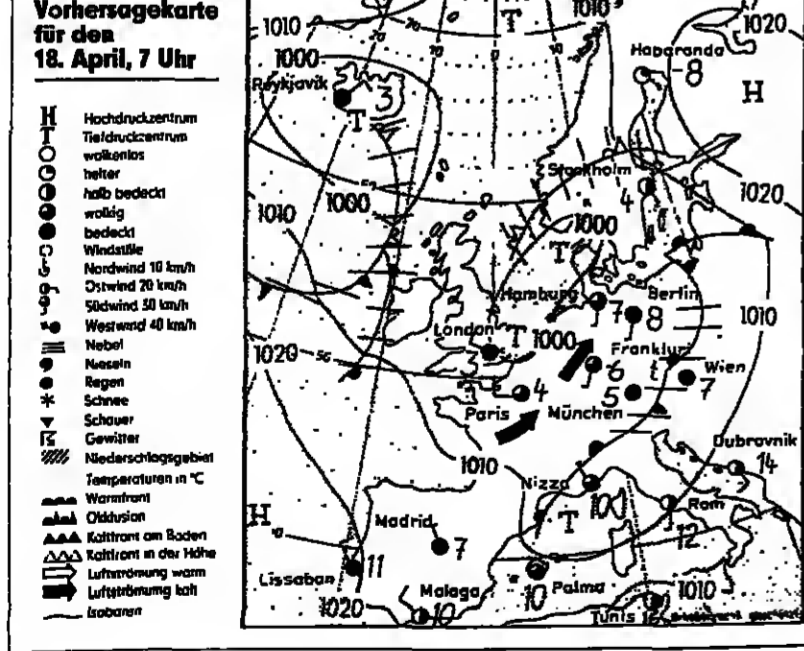 Vorhersagekarte
für den
18. April, 7 Uhr
H Hochdruckzentrum
T Tiefdruckzentrum
wolkenlos
heiter
halb bedeckt
wolkig
bedeckt
Windstille
Nordwind 10 km/h
Ostwind 20 km/h
Südwind 30 km/h
Westwind 40 km/h
Nebel
Nieseln
Regen
Schnee
Schauer
Gewitter
Niederschlagsgebiet
Temperaturen in °C
Warmfront
Okklusion
Kaltfront am Boden
Kaltfront in der Höhe
Luftströmung warm
Luftströmung kalt
Isobaren
1010
T
1010
1020
1000
Haparanda
-8
H
Reykjavik
3
T
Stockholm
4
1020
1010
1000
1000
T
Hamburg
7
Berlin
8
1010
London
T
1000
1020
Frankfurt
6
Wien
7
Paris
4
5
München
1010
Dubrovnik
14
Nizza
10
Rom
12
H
Madrid
7
T
Lissabon
11
Malaga
10
10
Palma
1010
1020
Tunis